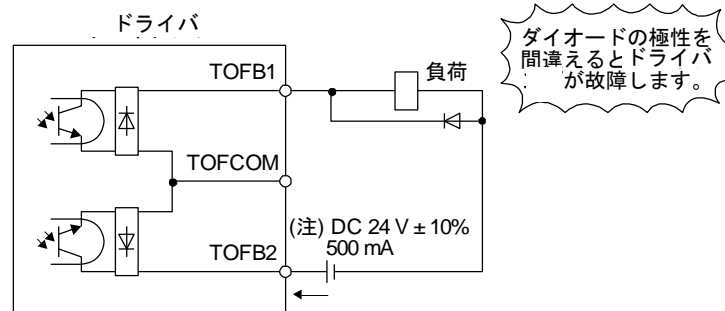 ドライバ
TOFB1
負荷
TOFCOM
(注) DC 24 V ± 10%
500 mA
TOFB2
ダイオードの極性を
間違えるとドライバ
が故障します。